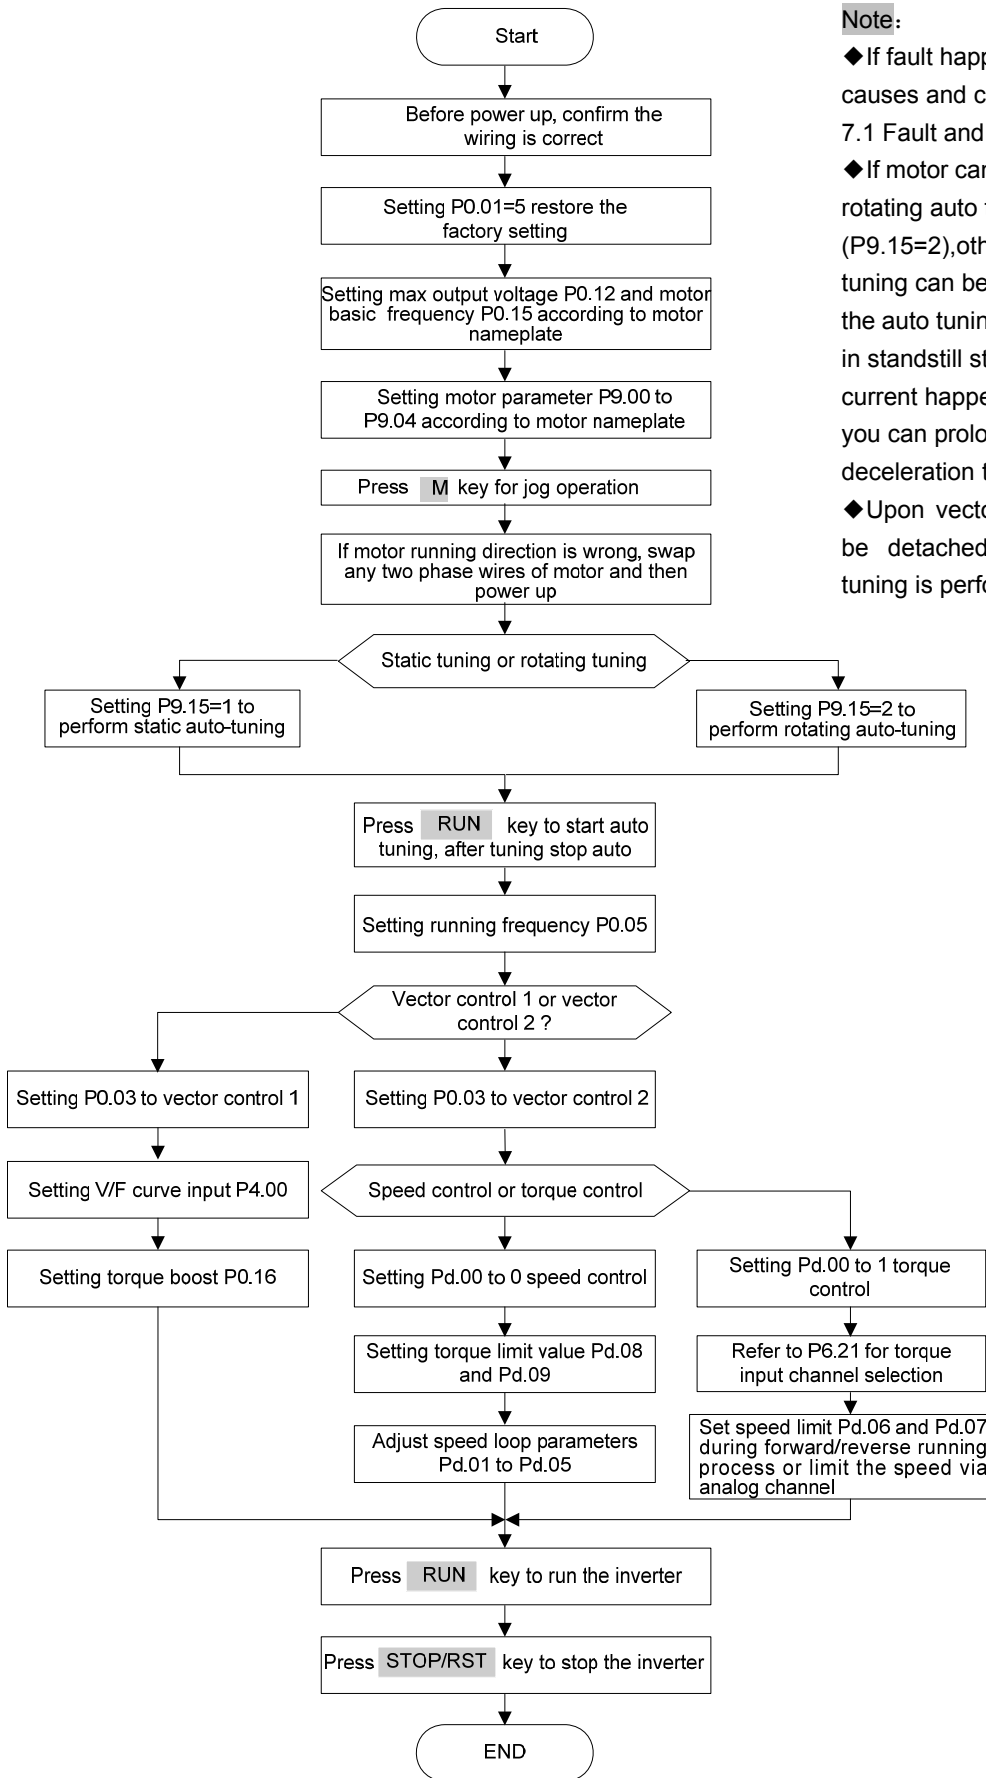 Start
Before power up, confirm the
wiring is correct
Setting P0.01=5 restore the
factory setting
Setting max output voltage P0.12 and motor
basic frequency P0.15 according to motor
nameplate
Setting motor parameter P9.00 to
P9.04 according to motor nameplate
Press M key for jog operation
If motor running direction is wrong, swap
any two phase wires of motor and then
power up
Static tuning or rotating tuning
Setting P9.15=1 to
perform static auto-tuning
Setting P9.15=2 to
perform rotating auto-tuning
Press RUN key to start auto
tuning, after tuning stop auto
Setting running frequency P0.05
Vector control 1 or vector
control 2 ?
Setting P0.03 to vector control 1
Setting P0.03 to vector control 2
Setting V/F curve input P4.00
Speed control or torque control
Setting torque boost P0.16
Setting Pd.00 to 0 speed control
Setting Pd.00 to 1 torque
control
Setting torque limit value Pd.08
and Pd.09
Refer to P6.21 for torque
input channel selection
Adjust speed loop parameters
Pd.01 to Pd.05
Set speed limit Pd.06 and Pd.07
during forward/reverse running
process or limit the speed via
analog channel
Press RUN key to run the inverter
Press STOP/RST key to stop the inverter
END
Note：
◆If fault
causes and
7.1 Fault and
◆If motor
rotating auto
(P9.15=2),
tuning can be
the auto
in standstill
current
you can
deceleration
◆Upon
be detached
tuning is